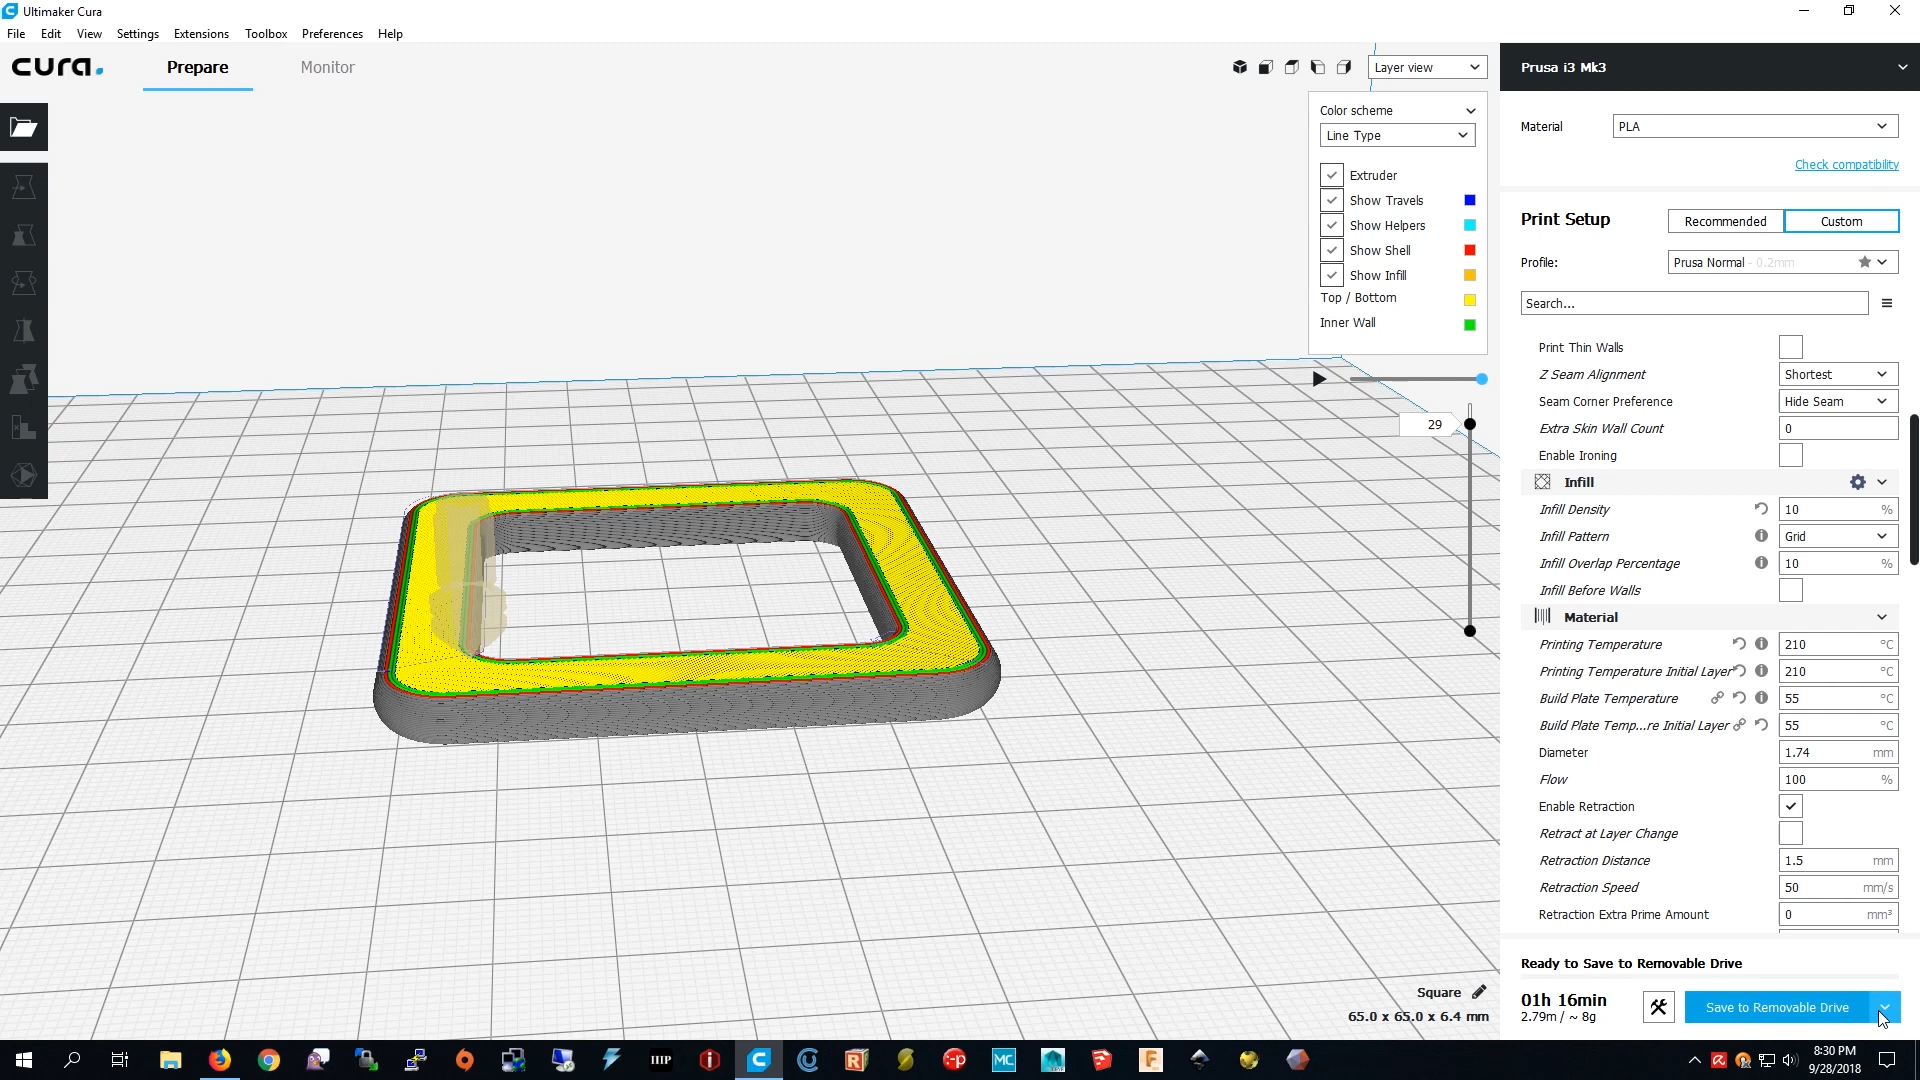 Ultimaker Cura
File Edit View Settings Extensions Toolbox Preferences Help
cura. Prepare Monitor
Layer view
Color scheme
Line Type
Extruder
Show Travels
Show Helpers
Show Shell
Show Infill
Top / Bottom
Inner Wall
29
Square
65.0 x 65.0 x 6.4 mm
Prusa i3 Mk3
Material PLA
Check compatibility
Print Setup Recommended Custom
Profile: Prusa Normal - 0.2mm
Search...
Print Thin Walls
Z Seam Alignment Shortest
Seam Corner Preference Hide Seam
Extra Skin Wall Count 0
Enable Ironing
Infill
Infill Density 10 %
Infill Pattern Grid
Infill Overlap Percentage 10 %
Infill Before Walls
Material
Printing Temperature 210 °C
Printing Temperature Initial Layer 210 °C
Build Plate Temperature 55 °C
Build Plate Temp...re Initial Layer 55 °C
Diameter 1.74 mm
Flow 100 %
Enable Retraction
Retract at Layer Change
Retraction Distance 1.5 mm
Retraction Speed 50 mm/s
Retraction Extra Prime Amount 0 mm³
Ready to Save to Removable Drive
01h 16min
2.79m / ~ 8g
Save to Removable Drive
8:30 PM
9/28/2018